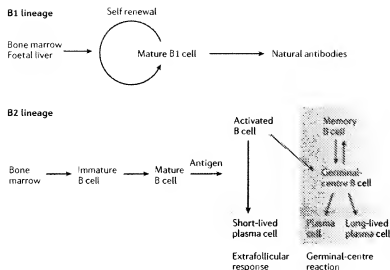 B1 lineage
Self renewal
Bone marrow
Foetal liver
Mature B1 cell
Natural antibodies
B2 lineage
Activated
B cell
Memory
B cell
Antigen
Bone
marrow
Immature
B cell
Mature
B cell
Germinal-
centre B cell
Short-lived
plasma cell
Plasma
cell
Long-lived
plasma cell
Extrafollicular
response
Germinal-centre
reaction